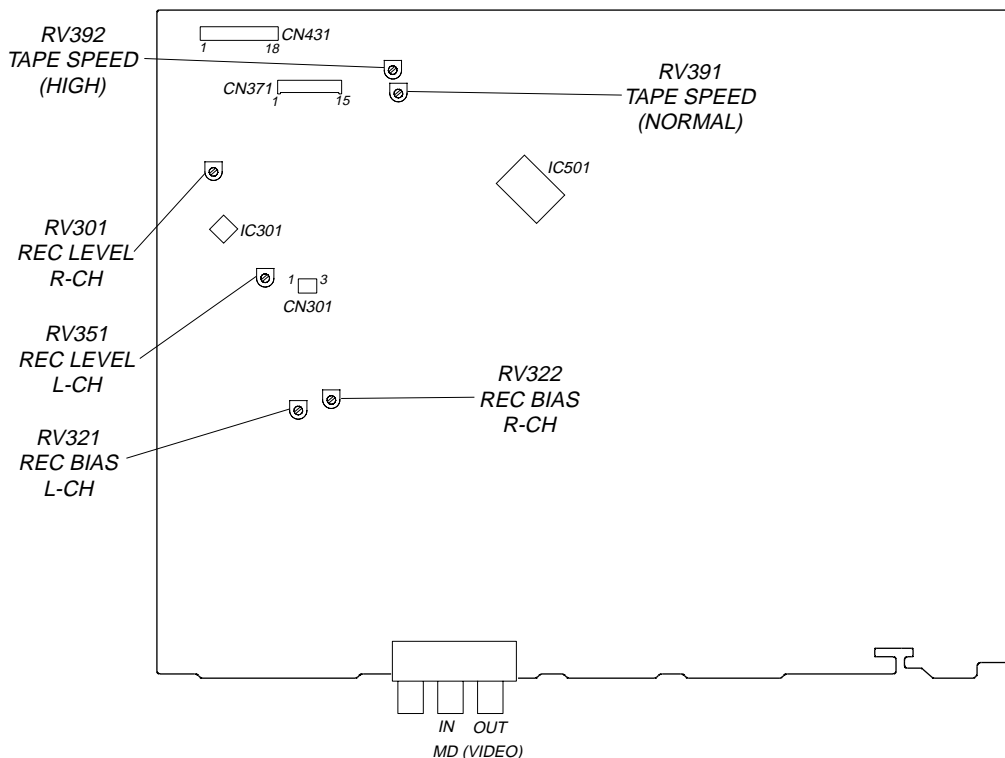 RV392
TAPE SPEED
(HIGH)
CN431
1 18
CN371
1 15
RV391
TAPE SPEED
(NORMAL)
IC501
RV301
REC LEVEL
R-CH
IC301
1 3
CN301
RV351
REC LEVEL
L-CH
RV322
REC BIAS
R-CH
RV321
REC BIAS
L-CH
IN OUT
MD (VIDEO)